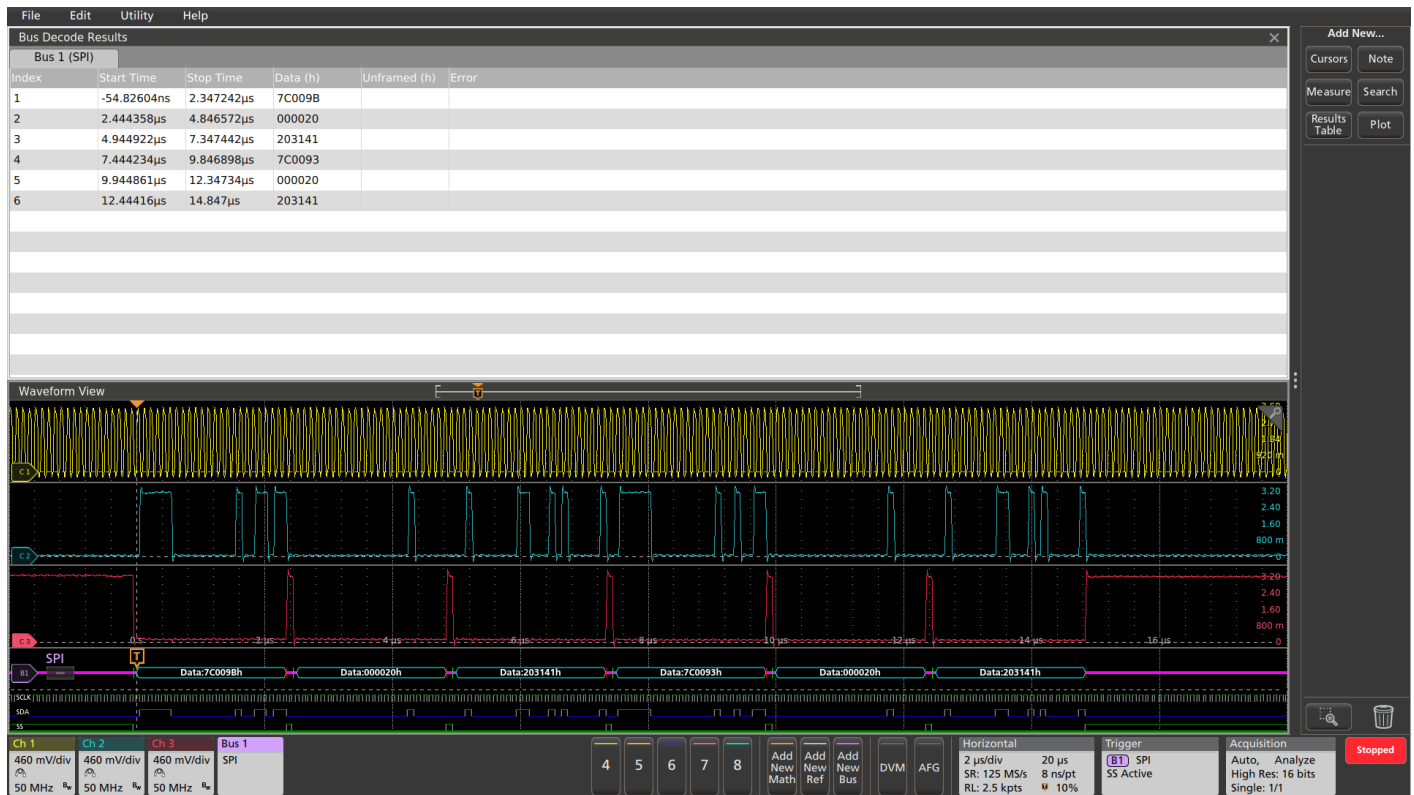 File Edit Utility Help
Bus Decode Results
Bus 1 (SPI)
Index Start Time Stop Time Data (h) Unframed (h) Error
1 -54.82604ns 2.347242µs 7C009B
2 2.444358µs 4.846572µs 000020
3 4.944922µs 7.347442µs 203141
4 7.444234µs 9.846898µs 7C0093
5 9.944861µs 12.34734µs 000020
6 12.44416µs 14.847µs 203141
Add New...
Cursors Note
Measure Search
Results Table Plot
Waveform View
T
1.84
920 m
0
C1
3.20
2.40
1.60
800 m
0
C2
3.20
2.40
1.60
800 m
0
C3
0 s 2 µs 4 µs 6 µs 8 µs 10 µs 12 µs 14 µs 16 µs
SPI
T
B1
Data:7C009Bh Data:000020h Data:203141h Data:7C0093h Data:000020h Data:203141h
SCLK
SDA
SS
Ch 1
460 mV/div
50 MHz Bw
Ch 2
460 mV/div
50 MHz Bw
Ch 3
460 mV/div
50 MHz Bw
Bus 1
SPI
4 5 6 7 8
Add New Math
Add New Ref
Add New Bus
DVM
AFG
Horizontal
2 µs/div 20 µs
SR: 125 MS/s 8 ns/pt
RL: 2.5 kpts 10%
Trigger
B1 SPI
SS Active
Acquisition
Auto, Analyze
High Res: 16 bits
Single: 1/1
Stopped